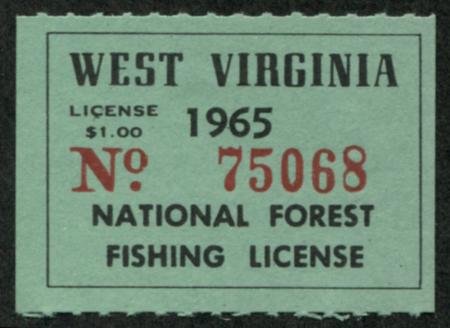 WEST VIRGINIA
LICENSE 1965
$1.00
Nº. 75068
NATIONAL FOREST
FISHING LICENSE